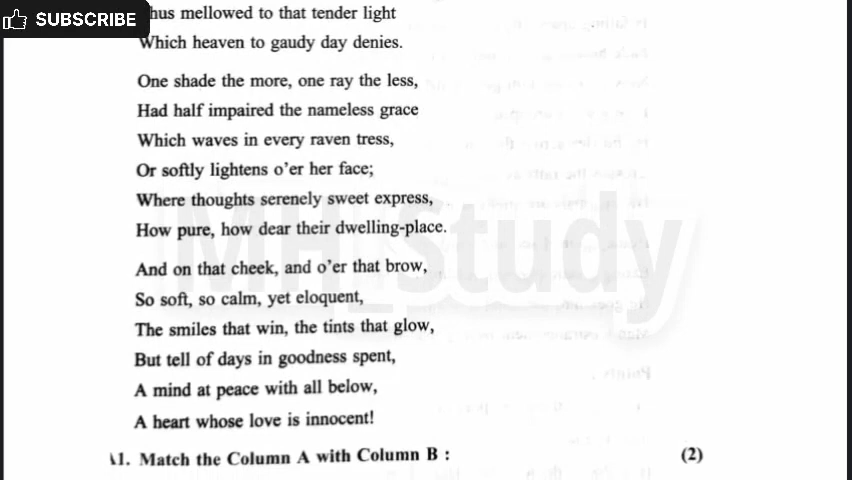 SUBSCRIBE
hus mellowed to that tender light
Which heaven to gaudy day denies.
One shade the more, one ray the less,
Had half impaired the nameless grace
Which waves in every raven tress,
Or softly lightens o'er her face;
Where thoughts serenely sweet express,
How pure, how dear their dwelling-place.
And on that cheek, and o'er that brow,
So soft, so calm, yet eloquent,
The smiles that win, the tints that glow,
But tell of days in goodness spent,
A mind at peace with all below,
A heart whose love is innocent!
A1. Match the Column A with Column B : (2)
MH_Study